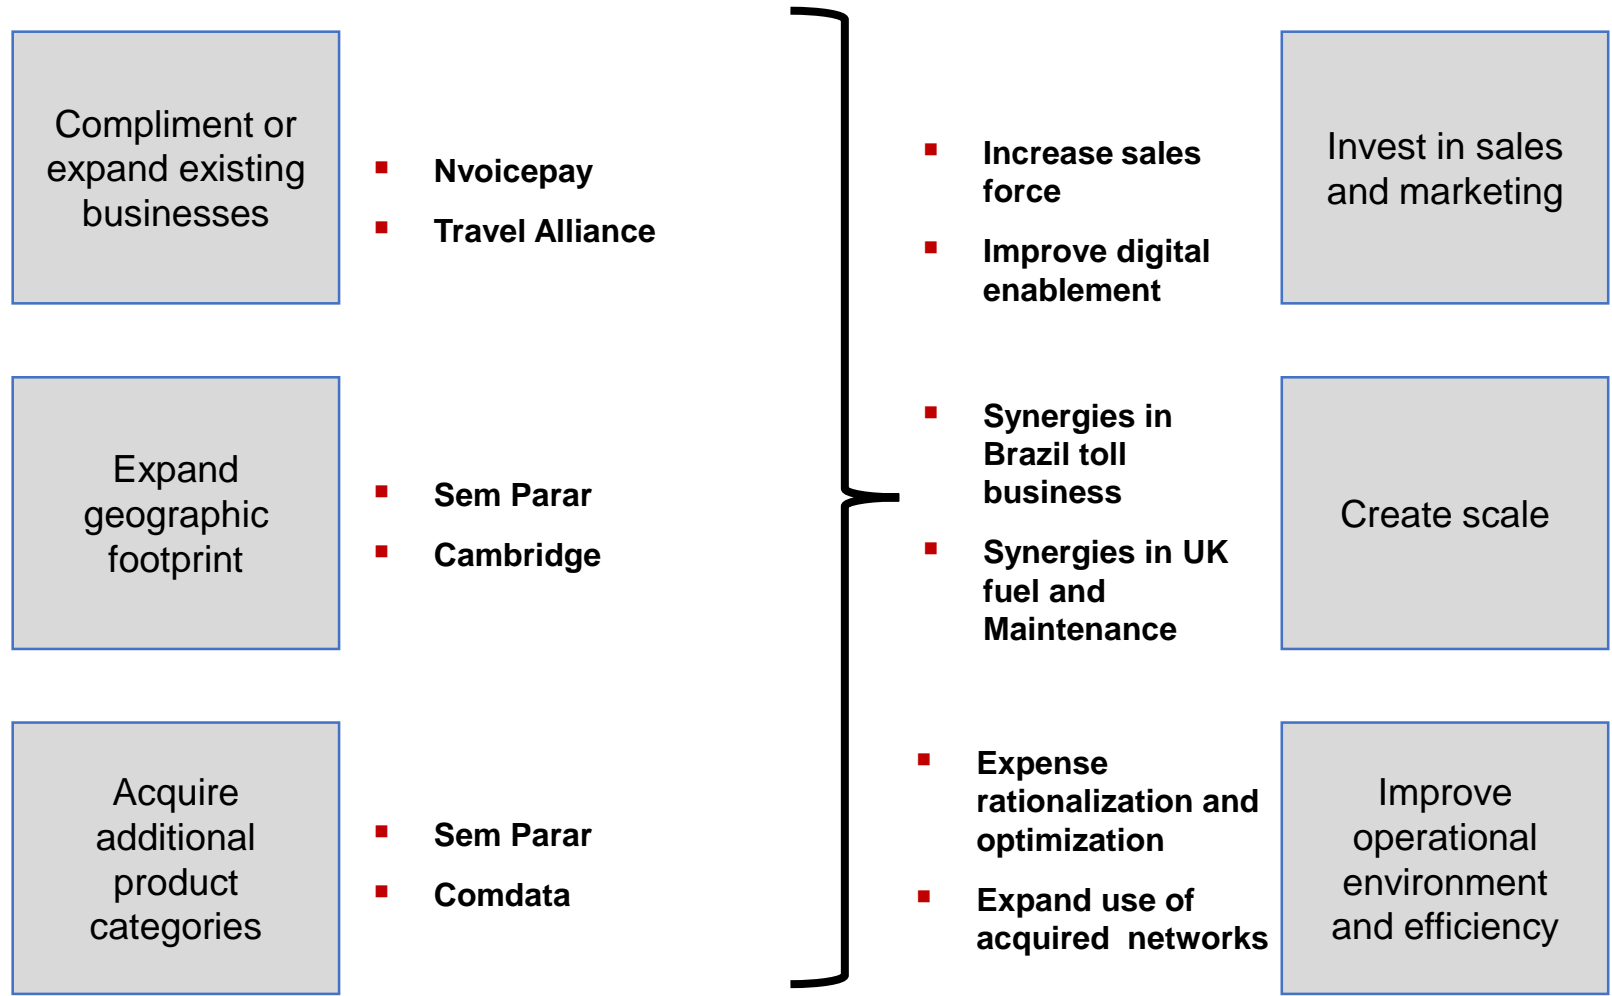 Compliment or
expand existing
businesses
Nvoicepay
Travel Alliance
Expand
geographic
footprint
Sem Parar
Cambridge
Acquire
additional
product
categories
Sem Parar
Comdata
Increase sales
force
Improve digital
enablement
Invest in sales
and marketing
Synergies in
Brazil toll
business
Synergies in UK
fuel and
Maintenance
Create scale
Expense
rationalization and
optimization
Expand use of
acquired  networks
Improve
operational
environment
and efficiency